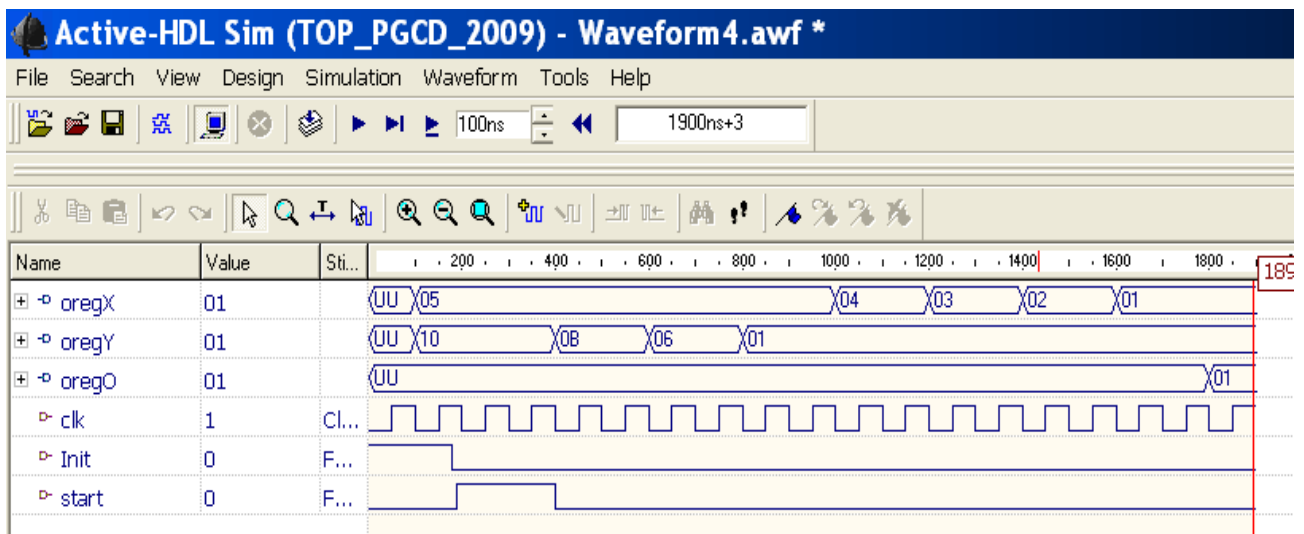 Active-HDL Sim (TOP_PGCD_2009) - Waveform4.awf *
File Search View Design Simulation Waveform Tools Help
100ns 1900ns+3
Name Value Sti... 200 400 600 800 1000 1200 1400 1600 1800
189
oregX 01 UU 05 04 03 02 01
oregY 01 UU 10 0B 06 01
oregO 01 UU 01
clk 1 Cl...
Init 0 F...
start 0 F...